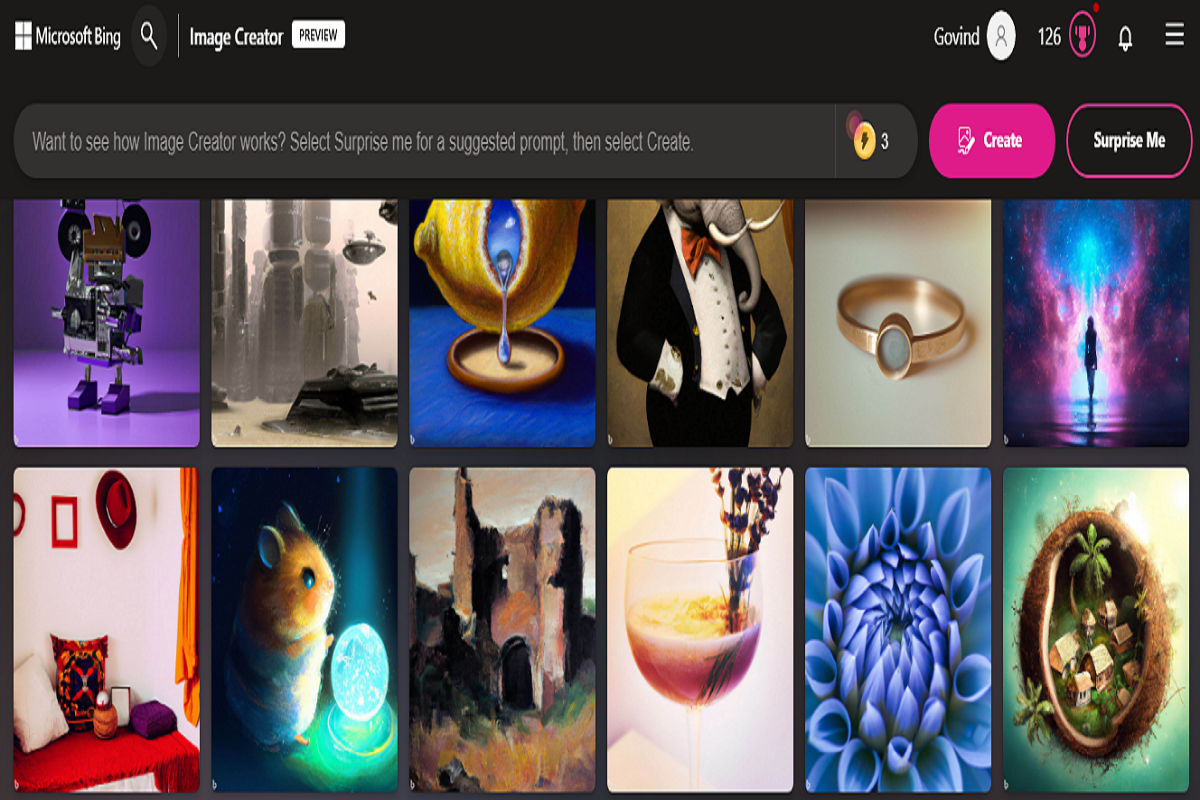 Microsoft Bing
Image Creator
PREVIEW
Govind
126
Want to see how Image Creator works? Select Surprise me for a suggested prompt, then select Create.
3
Create
Surprise Me